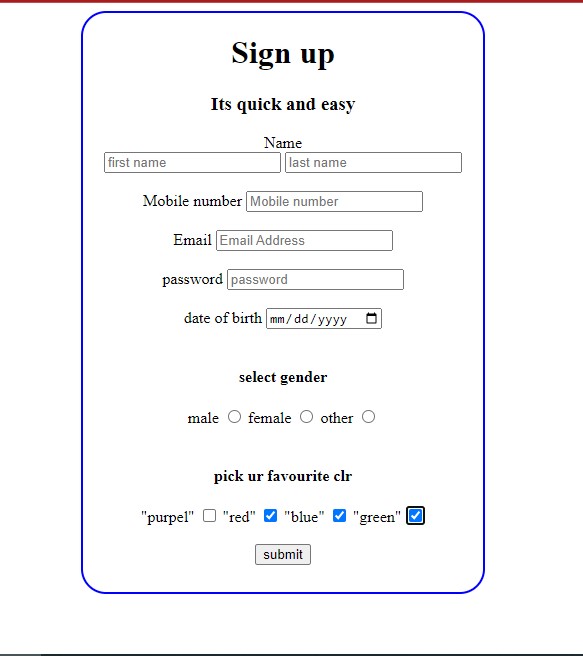 Sign up
Its quick and easy
Name
first name last name
Mobile number Mobile number
Email Email Address
password password
date of birth mm/dd/yyyy
select gender
male female other
pick ur favourite clr
"purpel" "red" "blue" "green"
submit